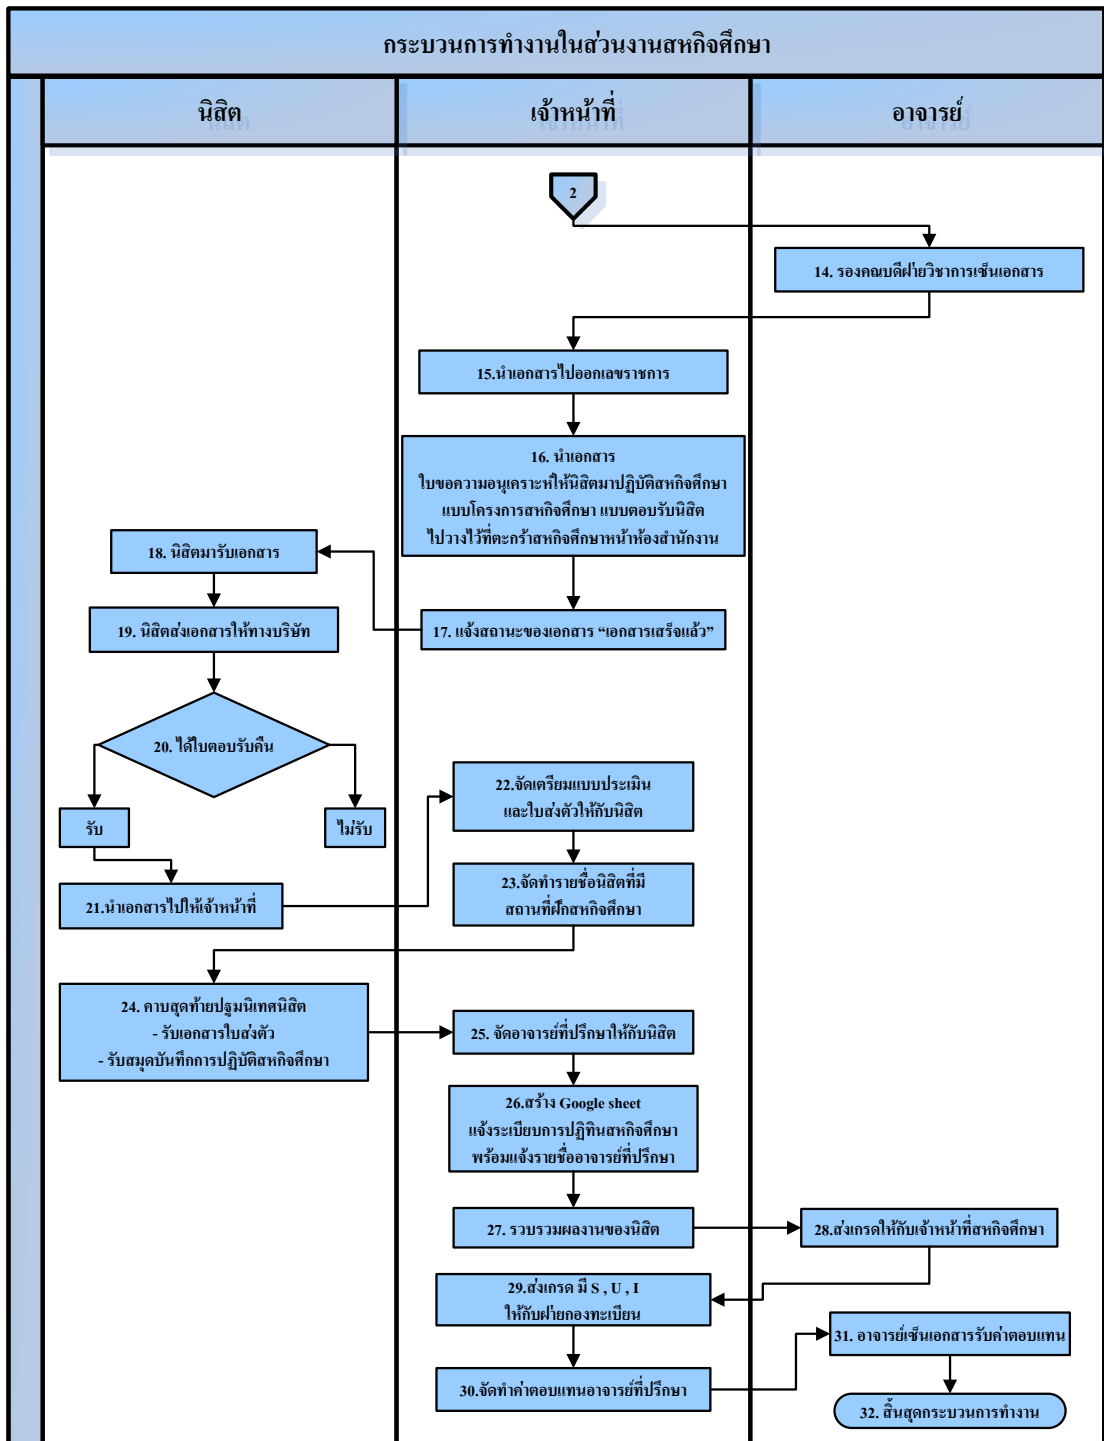 กระบวนการทำงานในส่วนงานสหกิจศึกษา
นิสิต
เจ้าหน้าที่
อาจารย์
2
14. รองคณบดีฝ่ายวิชาการเซ็นเอกสาร
15.นำเอกสารไปออกเลขราชการ
16. นำเอกสาร
ใบขอความอนุเคราะห์ให้นิสิตมาปฏิบัติสหกิจศึกษา
แบบโครงการสหกิจศึกษา แบบตอบรับนิสิต
ไปวางไว้ที่ตะกร้าสหกิจศึกษาหน้าห้องสำนักงาน
17. แจ้งสถานะของเอกสาร “เอกสารเสร็จแล้ว”
18. นิสิตมารับเอกสาร
19. นิสิตส่งเอกสารให้ทางบริษัท
20. ได้ใบตอบรับคืน
รับ
ไม่รับ
21.นำเอกสารไปให้เจ้าหน้าที่
22.จัดเตรียมแบบประเมิน
และใบส่งตัวให้กับนิสิต
23.จัดทำรายชื่อนิสิตที่มี
สถานที่ฝึกสหกิจศึกษา
24. คาบสุดท้ายปฐมนิเทศนิสิต
- รับเอกสารใบส่งตัว
- รับสมุดบันทึกการปฏิบัติสหกิจศึกษา
25. จัดอาจารย์ที่ปรึกษาให้กับนิสิต
26.สร้าง Google sheet
แจ้งระเบียบการปฏิทินสหกิจศึกษา
พร้อมแจ้งรายชื่ออาจารย์ที่ปรึกษา
27. รวบรวมผลงานของนิสิต
28.ส่งเกรดให้กับเจ้าหน้าที่สหกิจศึกษา
29.ส่งเกรด มี S , U , I
ให้กับฝ่ายกองทะเบียน
30.จัดทำค่าตอบแทนอาจารย์ที่ปรึกษา
31. อาจารย์เซ็นเอกสารรับค่าตอบแทน
32. สิ้นสุดกระบวนการทำงาน